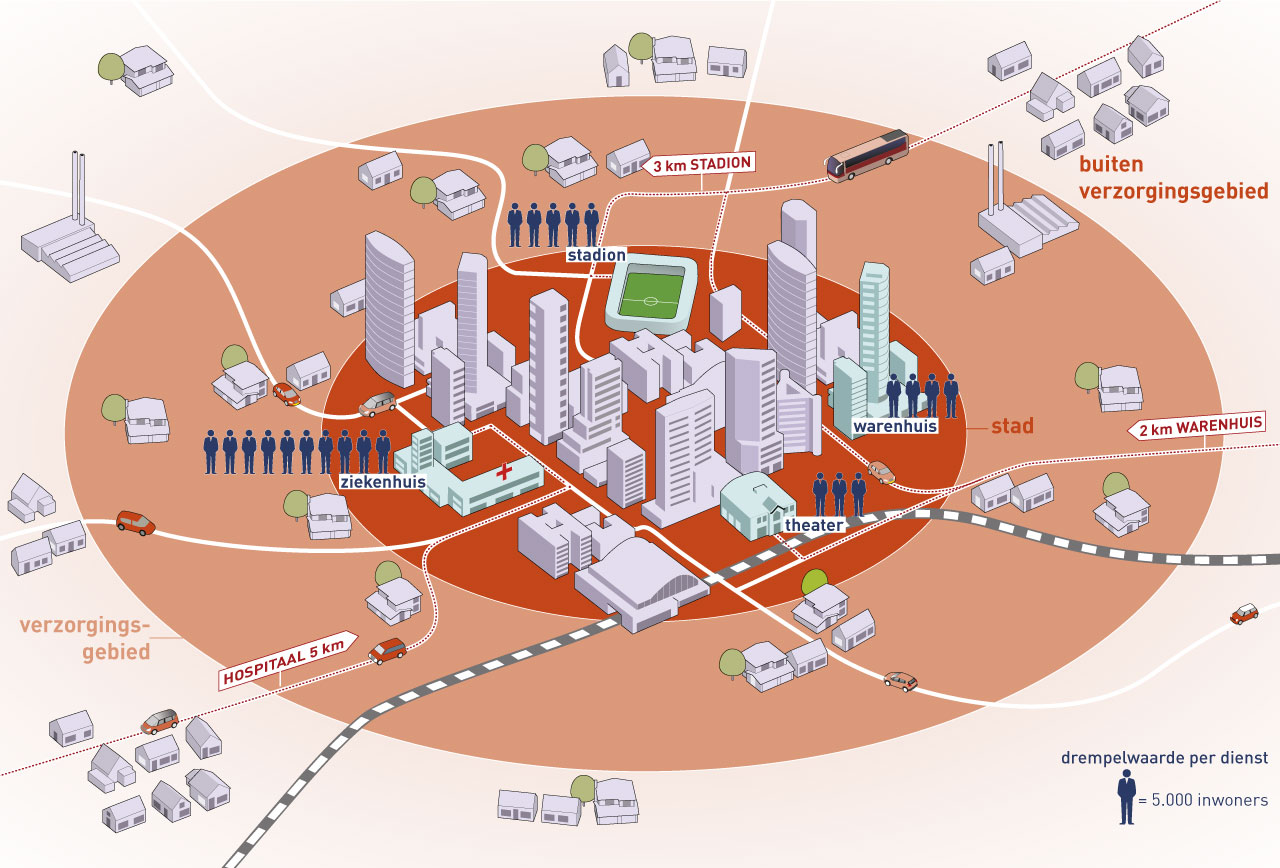 3 km STADION
buiten
verzorgingsgebied
stadion
warenhuis
stad
2 km WARENHUIS
ziekenhuis
theater
verzorgings-
gebied
HOSPITAAL 5 km
drempelwaarde per dienst
= 5.000 inwoners